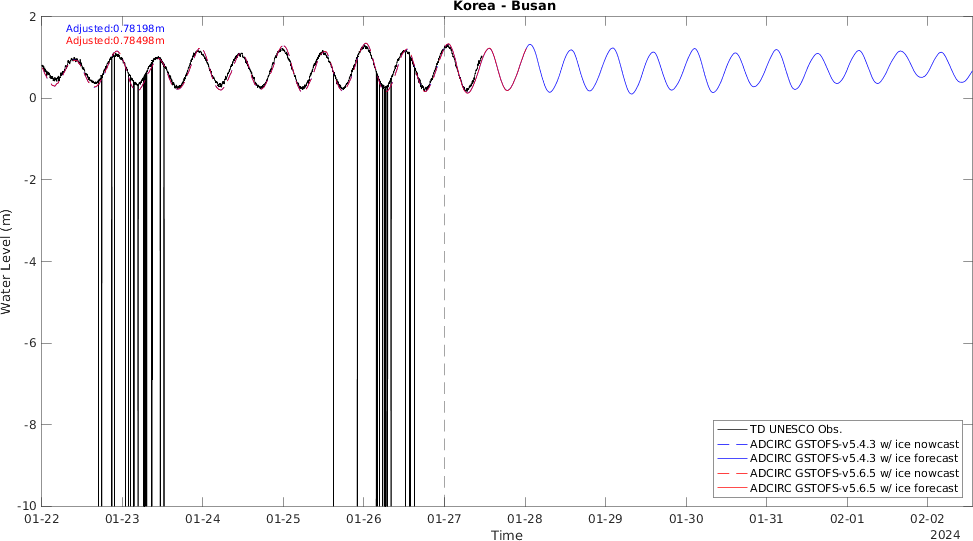 Korea - Busan
Adjusted:0.78198m
Adjusted:0.78498m
2
0
-2
-4
-6
-8
-10
Water Level (m)
TD UNESCO Obs.
ADCIRC GSTOFS-v5.4.3 w/ ice nowcast
ADCIRC GSTOFS-v5.4.3 w/ ice forecast
ADCIRC GSTOFS-v5.6.5 w/ ice nowcast
ADCIRC GSTOFS-v5.6.5 w/ ice forecast
01-22 01-23 01-24 01-25 01-26 01-27 01-28 01-29 01-30 01-31 02-01 02-02
Time
2024